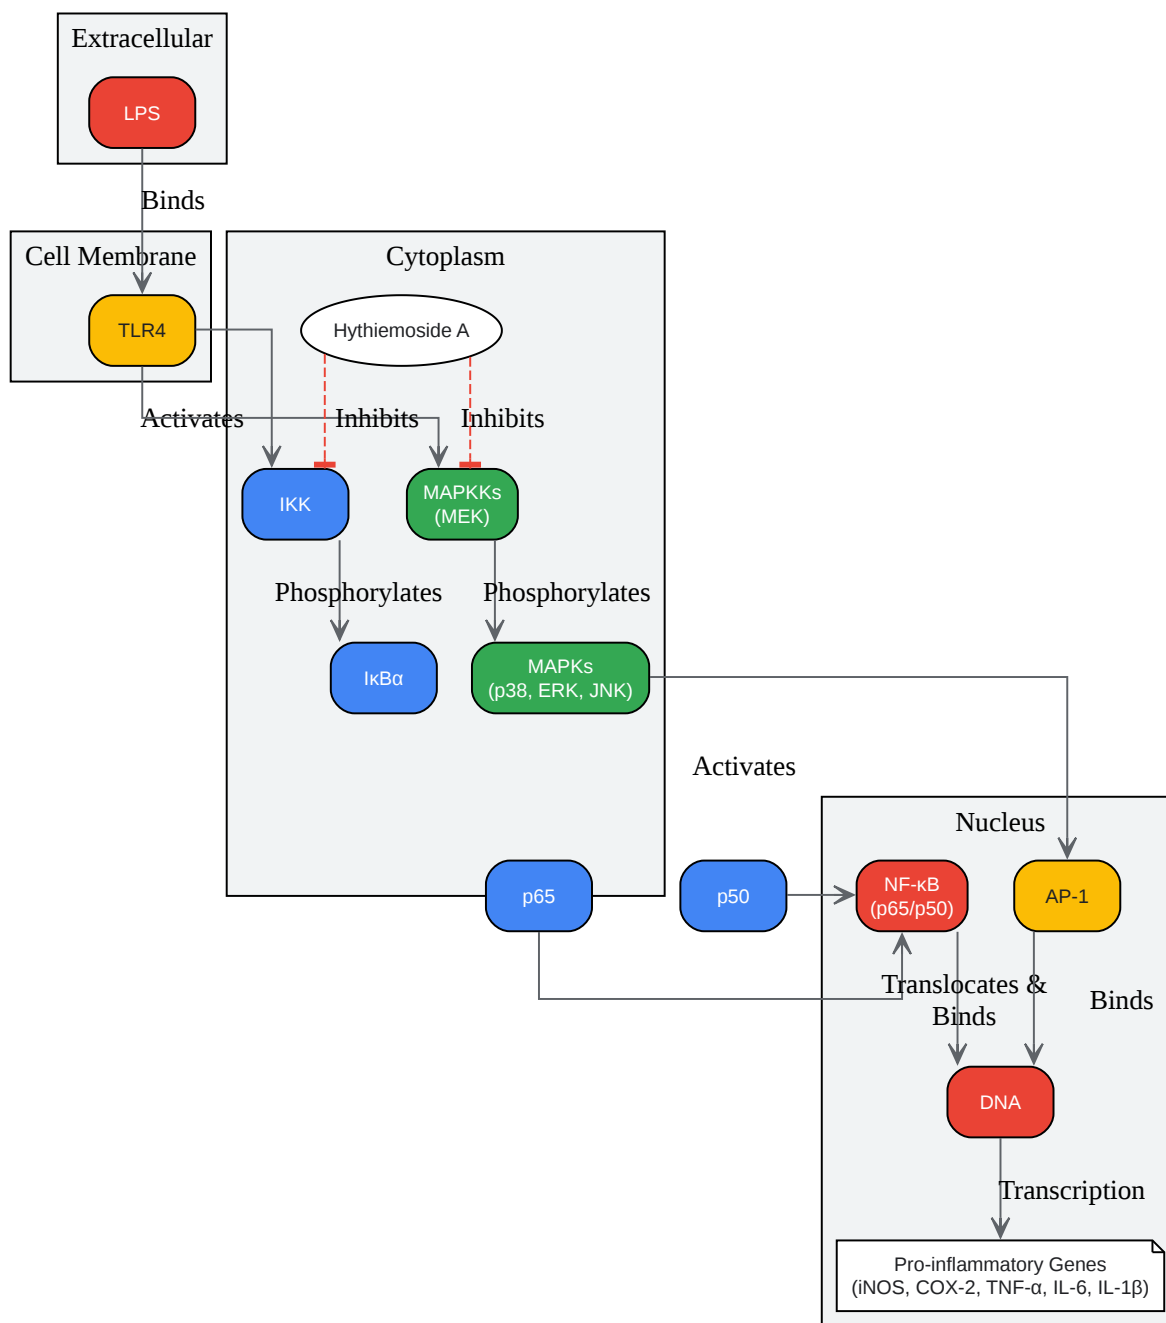 Extracellular
LPS
Binds
Cell Membrane
TLR4
Cytoplasm
Hythiemoside A
Activates
Inhibits
Inhibits
IKK
MAPKKs
(MEK)
Phosphorylates
Phosphorylates
IκBα
MAPKs
(p38, ERK, JNK)
Activates
Nucleus
p65
p50
NF-κB
(p65/p50)
AP-1
Translocates &
Binds
Binds
DNA
Transcription
Pro-inflammatory Genes
(iNOS, COX-2, TNF-α, IL-6, IL-1β)